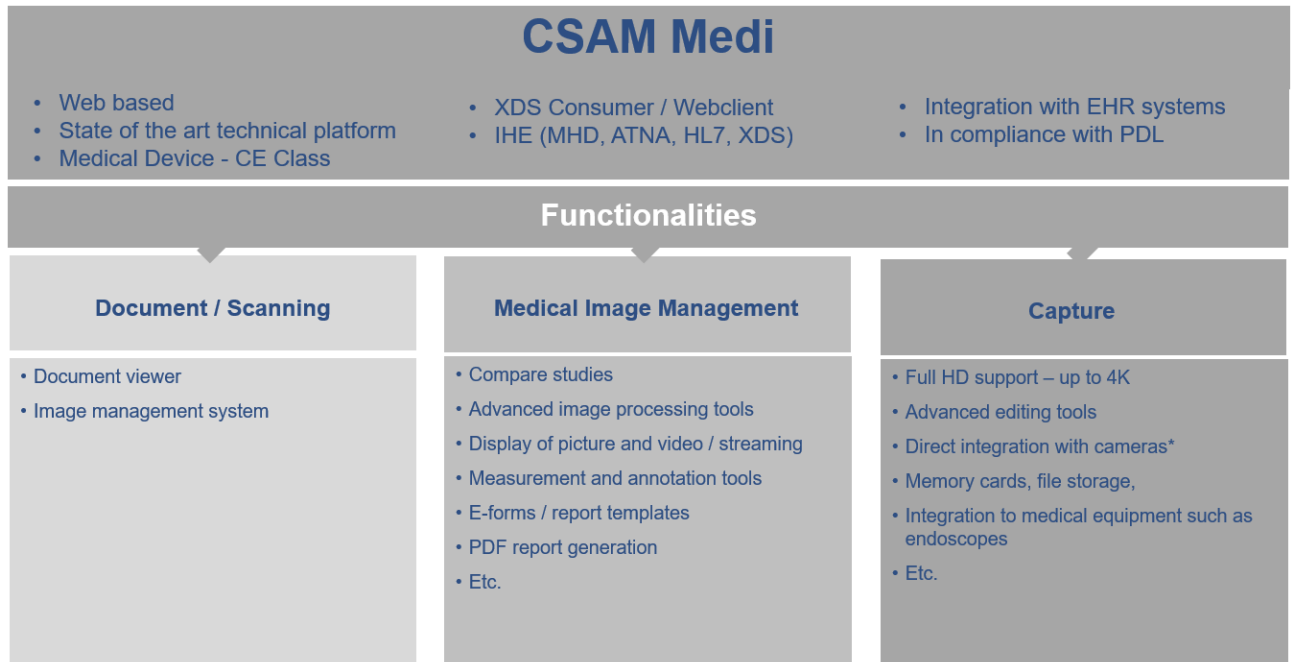 CSAM Medi
• Web based
• State of the art technical platform
• Medical Device - CE Class
• XDS Consumer / Webclient
• IHE (MHD, ATNA, HL7, XDS)
• Integration with EHR systems
• In compliance with PDL
Functionalities
Document / Scanning
• Document viewer
• Image management system
Medical Image Management
• Compare studies
• Advanced image processing tools
• Display of picture and video / streaming
• Measurement and annotation tools
• E-forms / report templates
• PDF report generation
• Etc.
Capture
• Full HD support – up to 4K
• Advanced editing tools
• Direct integration with cameras*
• Memory cards, file storage,
• Integration to medical equipment such as
endoscopes
• Etc.